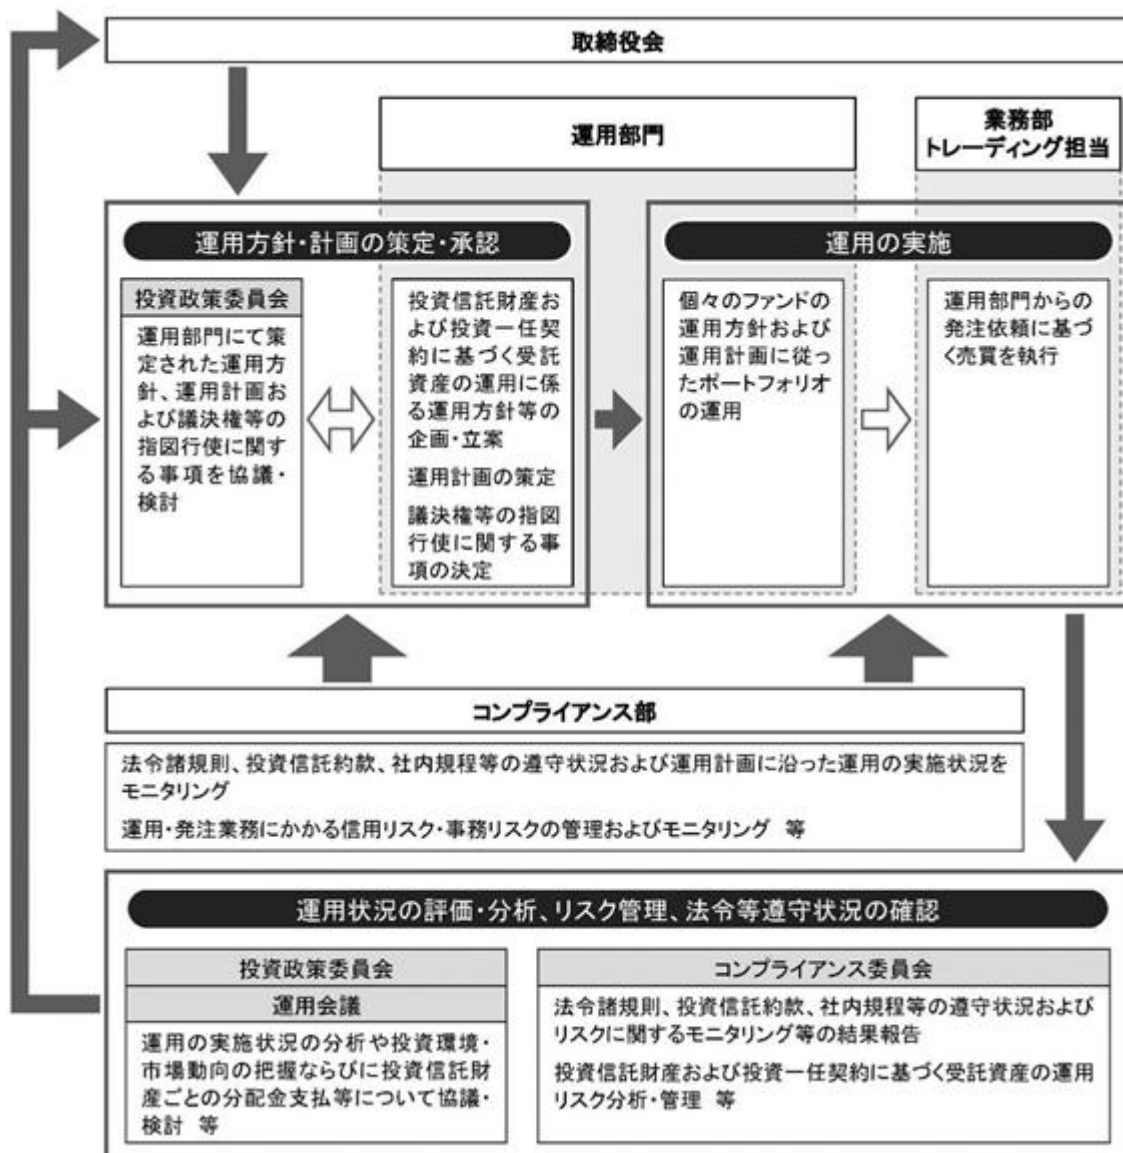 取締役会
運用部門
業務部
トレーディング担当
運用方針・計画の策定・承認
投資政策委員会
運用部門にて策
定された運用方
針、運用計画お
よび議決権等の
指図行使に関す
る事項を協議・
検討
投資信託財産お
よび投資一任契
約に基づく受託
資産の運用に係
る運用方針等の
企画・立案
運用計画の策定
議決権等の指図
行使に関する事
項の決定
運用の実施
個々のファンドの
運用方針および
運用計画に従っ
たポートフォリオ
の運用
運用部門からの
発注依頼に基づ
く売買を執行
コンプライアンス部
法令諸規則、投資信託約款、社内規程等の遵守状況および運用計画に沿った運用の実施状況を
モニタリング
運用・発注業務にかかる信用リスク・事務リスクの管理およびモニタリング 等
運用状況の評価・分析、リスク管理、法令等遵守状況の確認
投資政策委員会
運用会議
運用の実施状況の分析や投資環境・
市場動向の把握ならびに投資信託財
産ごとの分配金支払等について協議・
検討 等
コンプライアンス委員会
法令諸規則、投資信託約款、社内規程等の遵守状況および
リスクに関するモニタリング等の結果報告
投資信託財産および投資一任契約に基づく受託資産の運用
リスク分析・管理 等